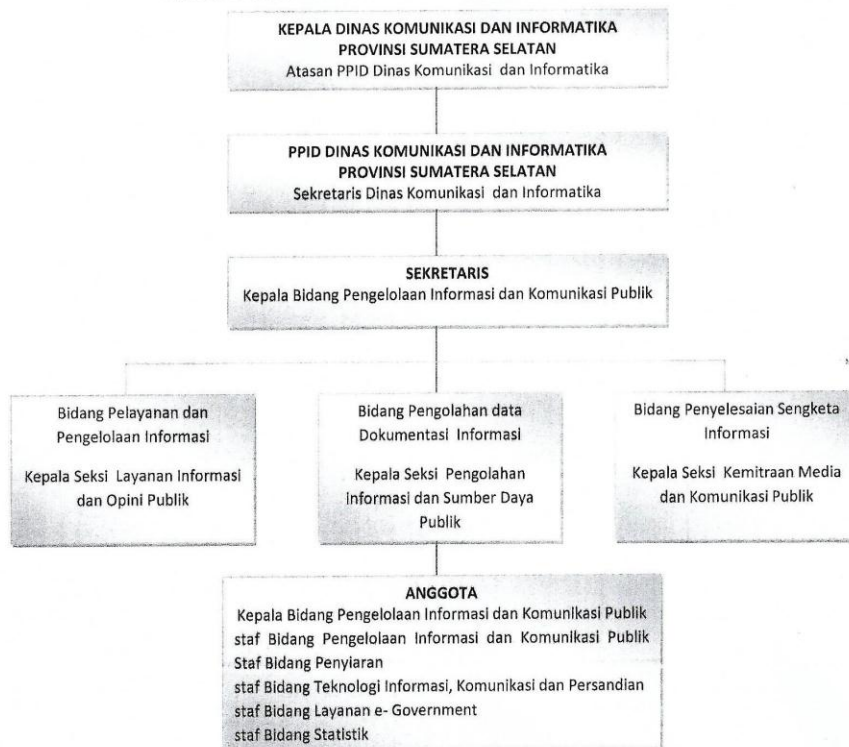 KEPALA DINAS KOMUNIKASI DAN INFORMATIKA
PROVINSI SUMATERA SELATAN
Atasan PPID Dinas Komunikasi dan Informatika
PPID DINAS KOMUNIKASI DAN INFORMATIKA
PROVINSI SUMATERA SELATAN
Sekretaris Dinas Komunikasi dan Informatika
SEKRETARIS
Kepala Bidang Pengelolaan Informasi dan Komunikasi Publik
Bidang Pelayanan dan
Pengelolaan Informasi
Kepala Seksi Layanan Informasi
dan Opini Publik
Bidang Pengolahan data
Dokumentasi Informasi
Kepala Seksi Pengolahan
informasi dan Sumber Daya
Publik
Bidang Penyelesaian Sengketa
Informasi
Kepala Seksi Kemitraan Media
dan Komunikasi Publik
ANGGOTA
Kepala Bidang Pengelolaan Informasi dan Komunikasi Publik
staf Bidang Pengelolaan Informasi dan Komunikasi Publik
Staf Bidang Penyiaran
staf Bidang Teknologi Informasi, Komunikasi dan Persandian
staf Bidang Layanan e- Government
staf Bidang Statistik